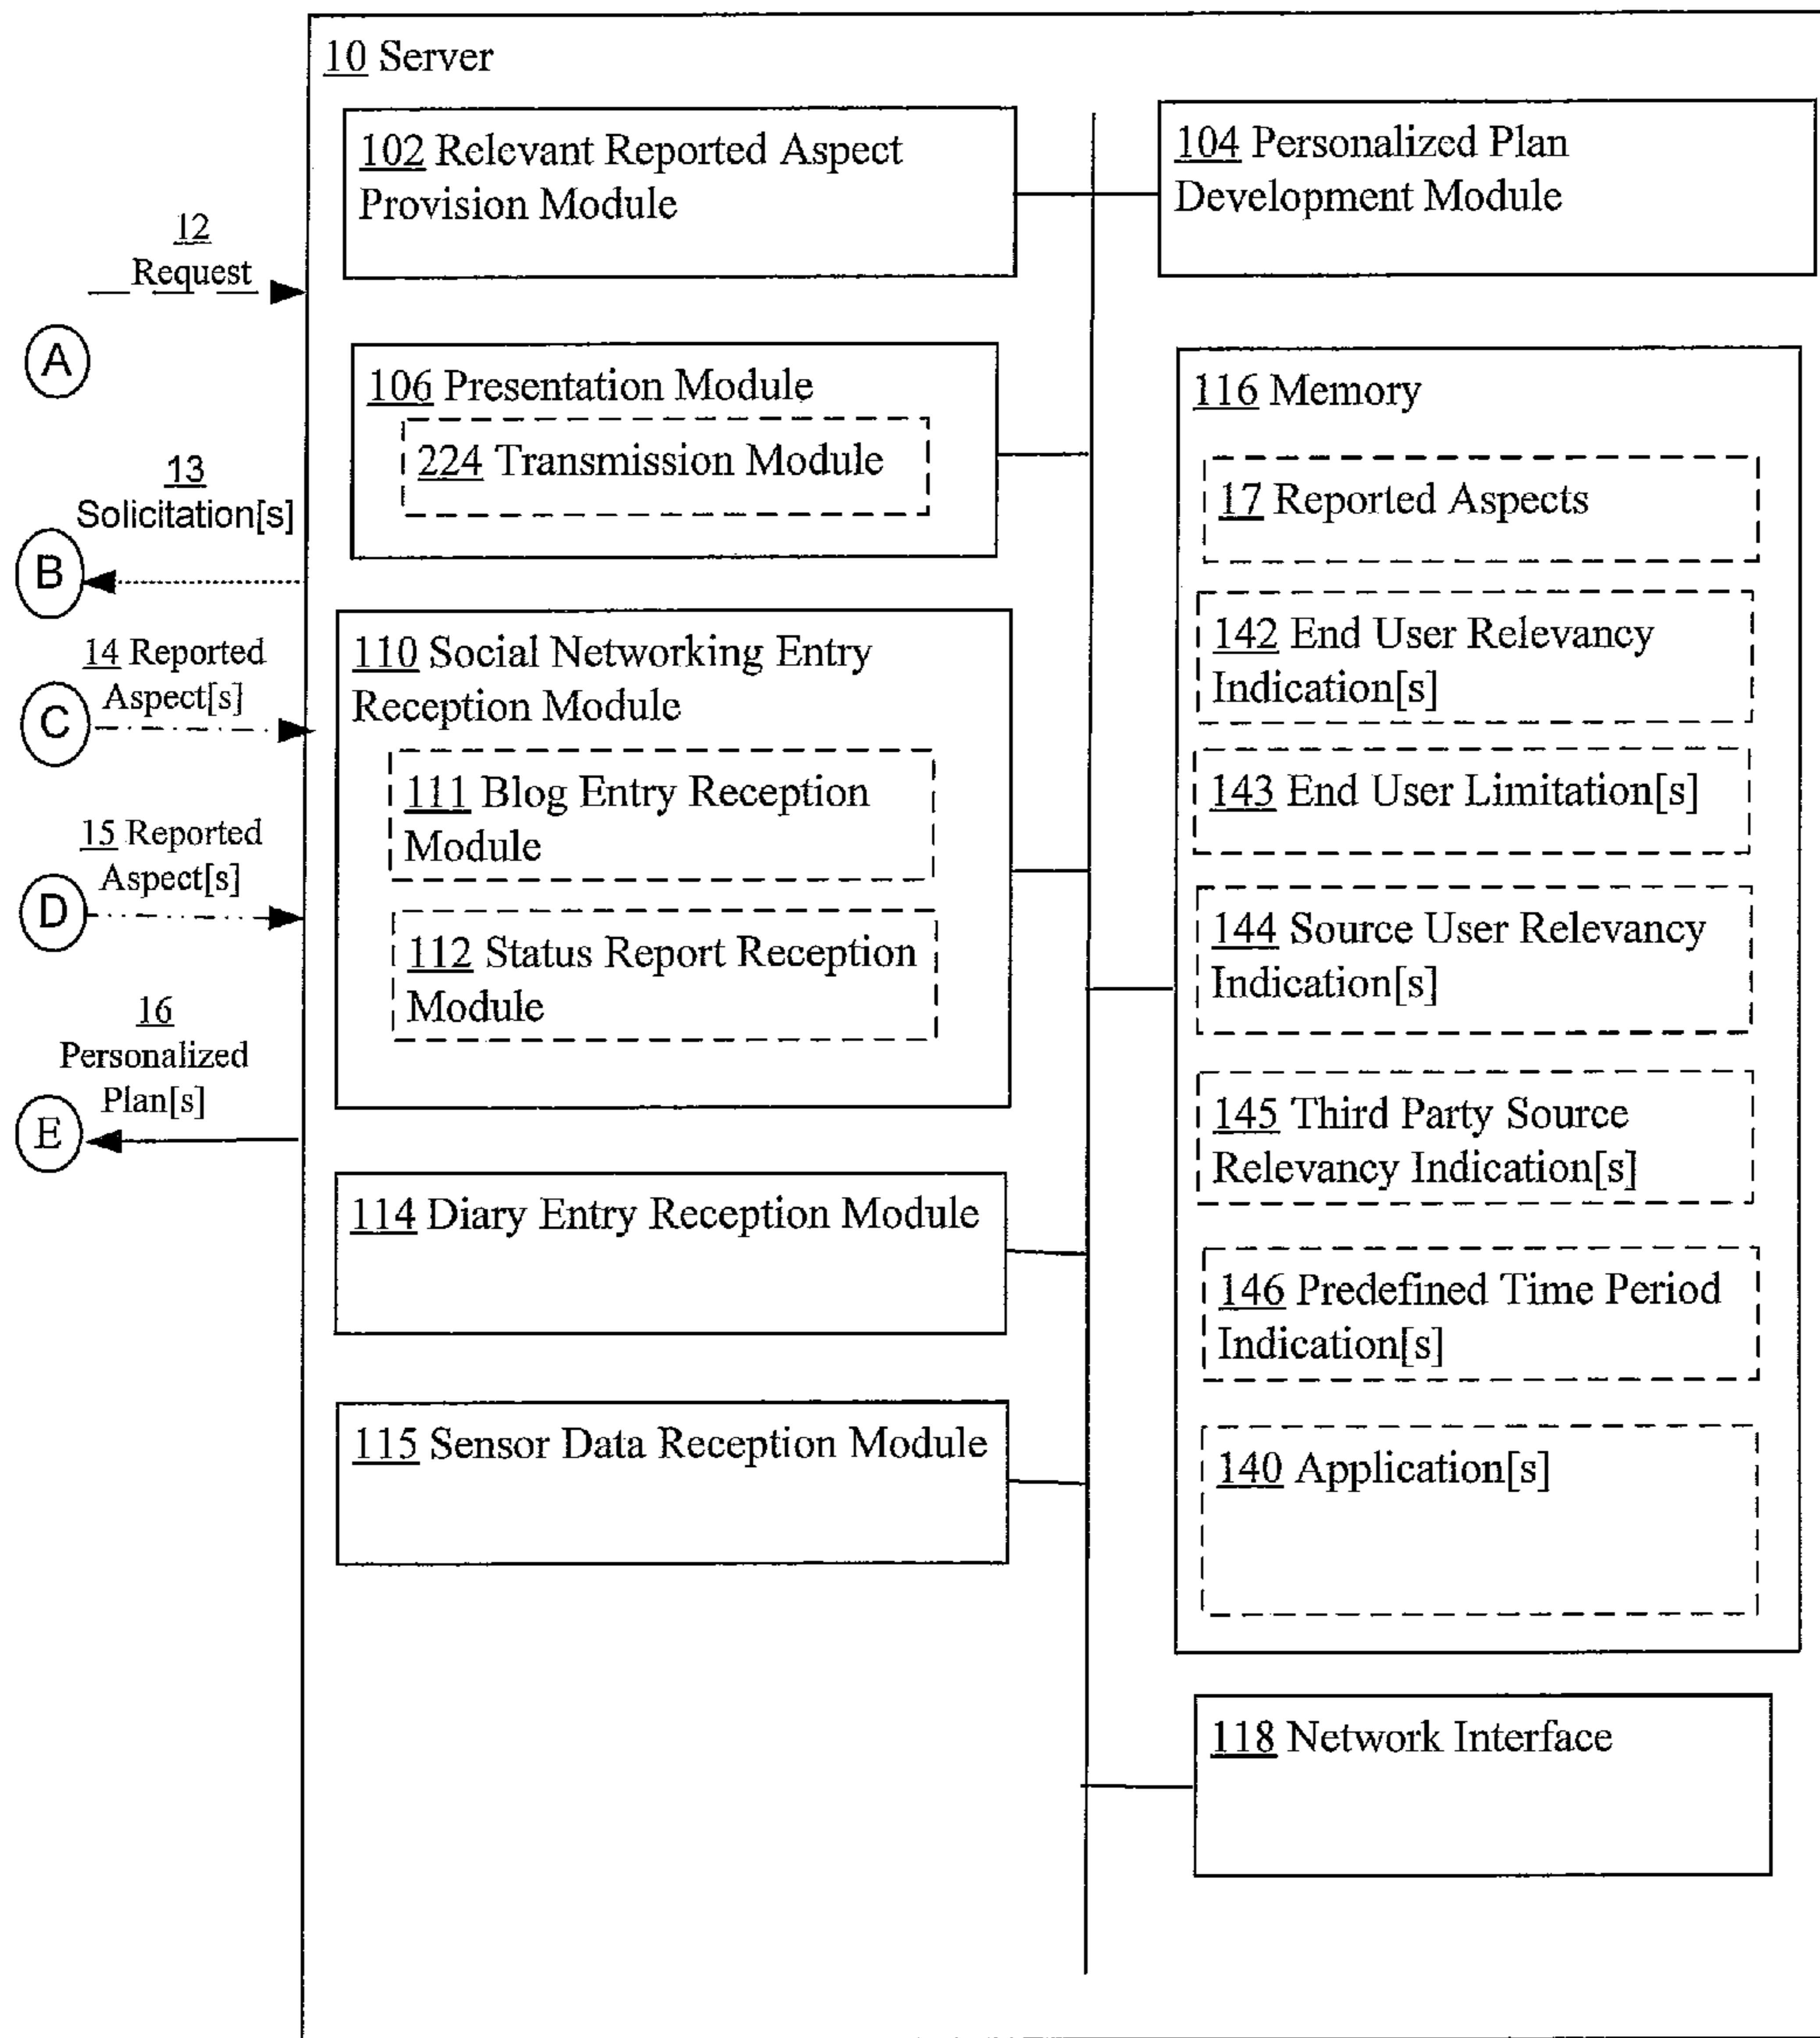 10 Server
102 Relevant Reported Aspect
Provision Module
104 Personalized Plan
Development Module
12
Request
A
106 Presentation Module
224 Transmission Module
13
Solicitation[s]
B
110 Social Networking Entry
Reception Module
111 Blog Entry Reception
Module
112 Status Report Reception
Module
14 Reported
Aspect[s]
C
15 Reported
Aspect[s]
D
16
Personalized
Plan[s]
E
114 Diary Entry Reception Module
115 Sensor Data Reception Module
116 Memory
17 Reported Aspects
142 End User Relevancy
Indication[s]
143 End User Limitation[s]
144 Source User Relevancy
Indication[s]
145 Third Party Source
Relevancy Indication[s]
146 Predefined Time Period
Indication[s]
140 Application[s]
118 Network Interface